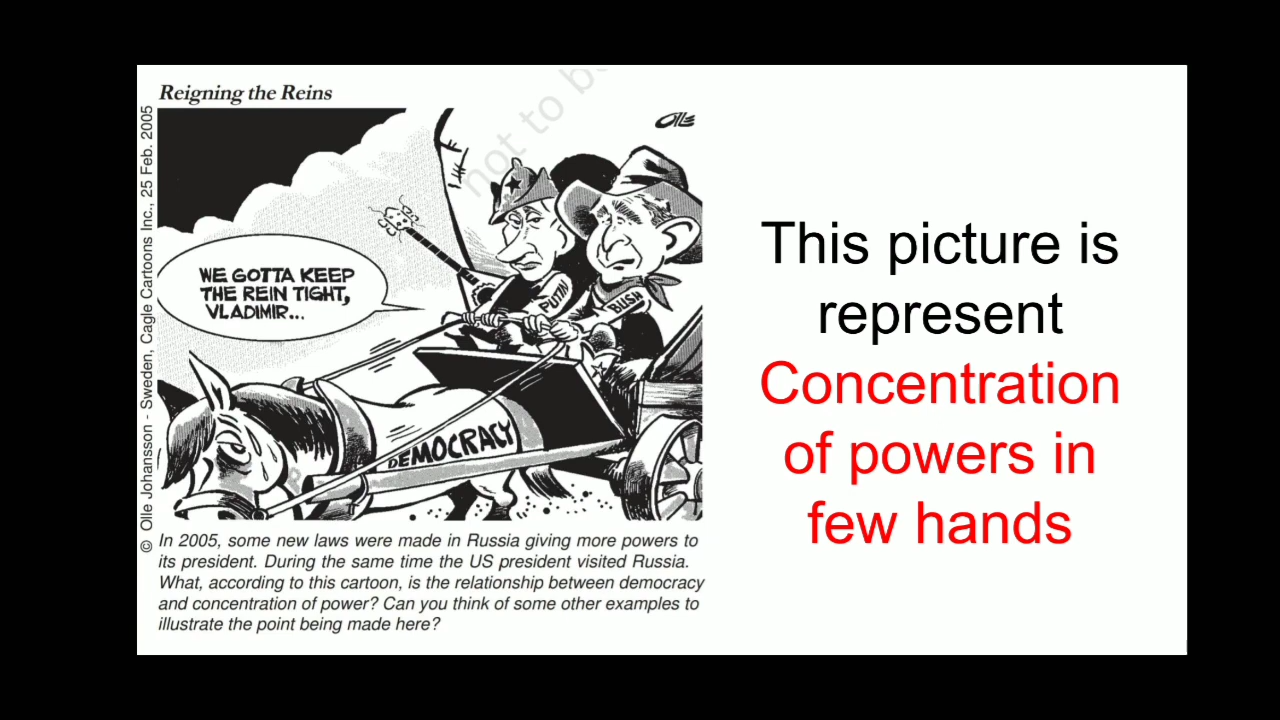 Reigning the Reins
© Olle Johansson - Sweden, Cagle Cartoons Inc., 25 Feb. 2005
not to be
OLLE
WE GOTTA KEEP
THE REIN TIGHT,
VLADIMIR...
PUTIN
BUSH
DEMOCRACY
In 2005, some new laws were made in Russia giving more powers to
its president. During the same time the US president visited Russia.
What, according to this cartoon, is the relationship between democracy
and concentration of power? Can you think of some other examples to
illustrate the point being made here?
This picture is
represent
Concentration
of powers in
few hands